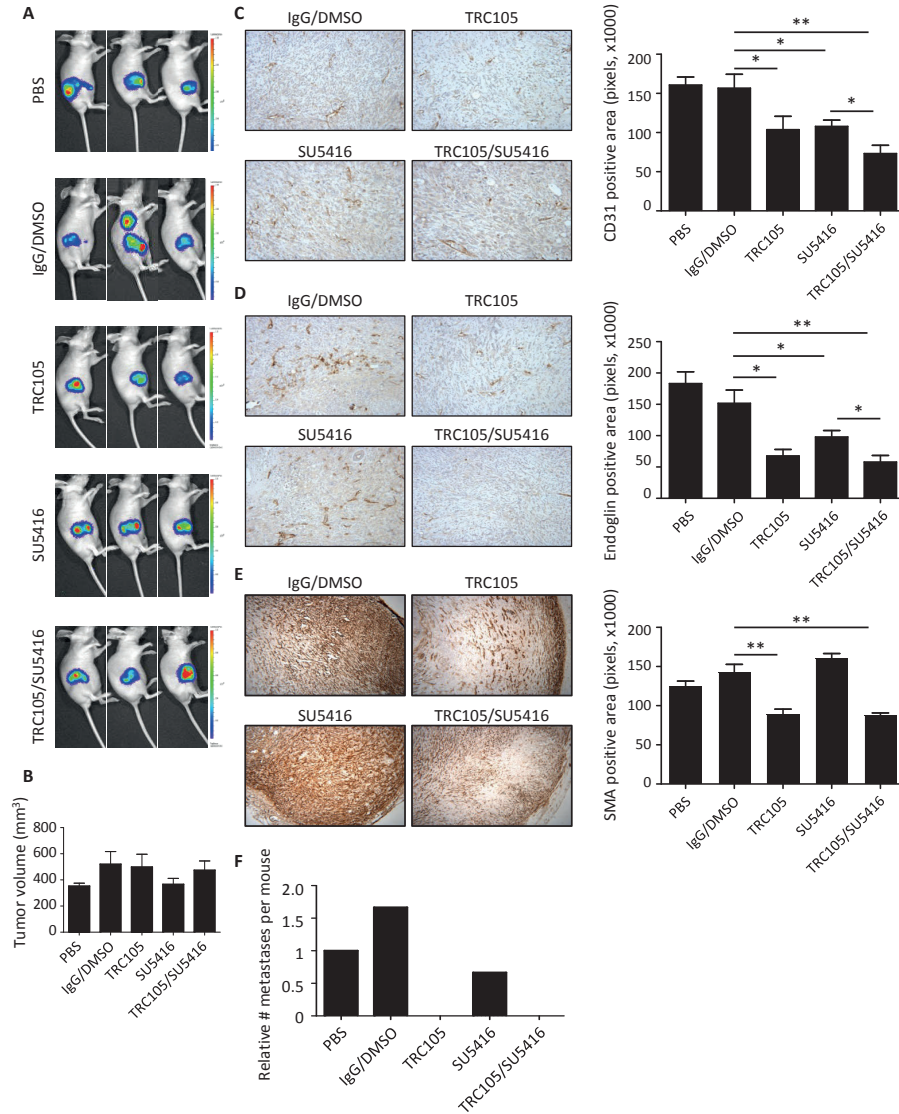 A
PBS
IgG/DMSO
TRC105
SU5416
TRC105/SU5416
B
Tumor volume (mm³)
800
600
400
200
0
PBS
IgG/DMSO
TRC105
SU5416
TRC105/SU5416
C
IgG/DMSO
TRC105
SU5416
TRC105/SU5416
CD31 positive area (pixels, x1000)
**
*
*
*
150
100
50
0
PBS
IgG/DMSO
TRC105
SU5416
TRC105/SU5416
D
IgG/DMSO
TRC105
SU5416
TRC105/SU5416
Endoglin positive area (pixels, x1000)
**
*
*
*
250
200
150
100
50
0
PBS
IgG/DMSO
TRC105
SU5416
TRC105/SU5416
E
IgG/DMSO
TRC105
SU5416
TRC105/SU5416
SMA positive area (pixels, x1000)
**
**
200
150
100
50
0
PBS
IgG/DMSO
TRC105
SU5416
TRC105/SU5416
F
Relative # metastases per mouse
2.0
1.5
1
0.5
0
PBS
IgG/DMSO
TRC105
SU5416
TRC105/SU5416